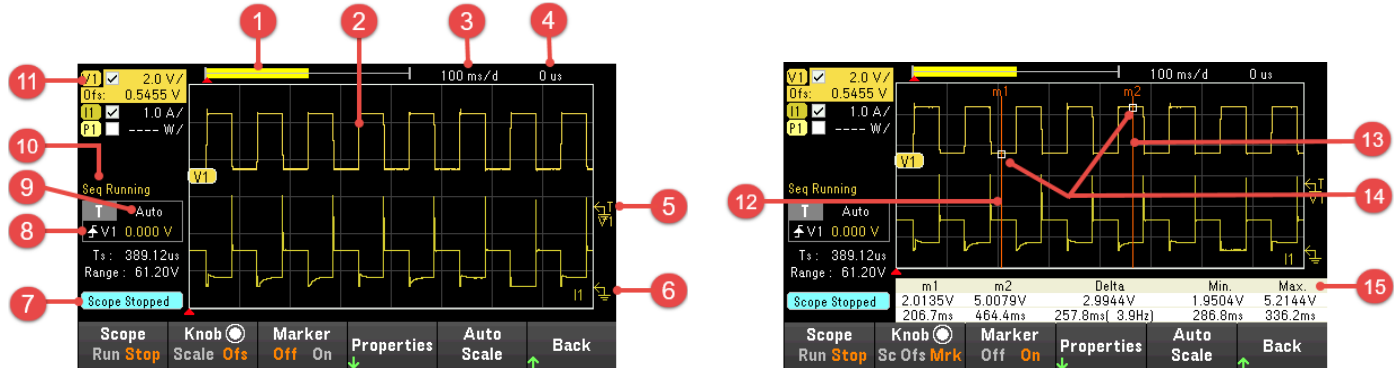 1 2 3 4
11 V1 2.0 V/ 100 ms/d 0 us
Ofs: 0.5455 V
I1 1.0 A/
P1 ---- W/
10
V1
9 Seq Running
T Auto T 5
V1
8 V1 0.000 V
Ts: 389.12us
Range: 61.20V
7 Scope Stopped I1 6
Scope Knob Marker Properties Auto Back
Run Stop Scale Ofs Off On Scale
V1 2.0 V/ 100 ms/d 0 us
Ofs: 0.5455 V m1 m2
I1 1.0 A/
P1 ---- W/ 13
V1
Seq Running
12 14
T Auto T
V1
V1 0.000 V
Ts: 389.12us
Range: 61.20V I1
m1 m2 Delta Min. Max. 15
Scope Stopped 2.0135V 5.0079V 2.9944V 1.9504V 5.2144V
206.7ms 464.4ms 257.8ms( 3.9Hz) 286.8ms 336.2ms
Scope Knob Marker Properties Auto Back
Run Stop Sc Ofs Mrk Off On Scale